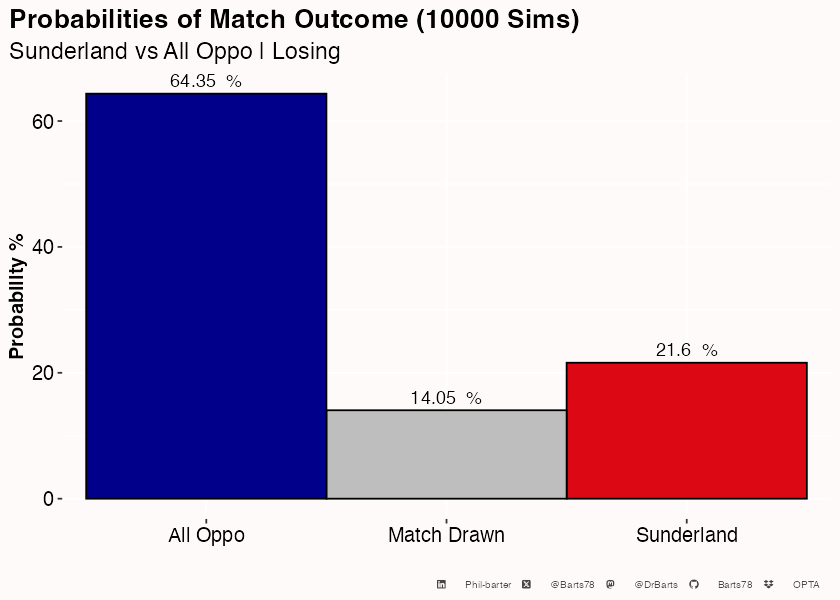 Probabilities of Match Outcome (10000 Sims)
Sunderland vs All Oppo | Losing
64.35 %
60
40
21.6 %
20
14.05 %
0
Probability %
All Oppo Match Drawn Sunderland
Phil-barter @Barts78 @DrBarts Barts78 OPTA